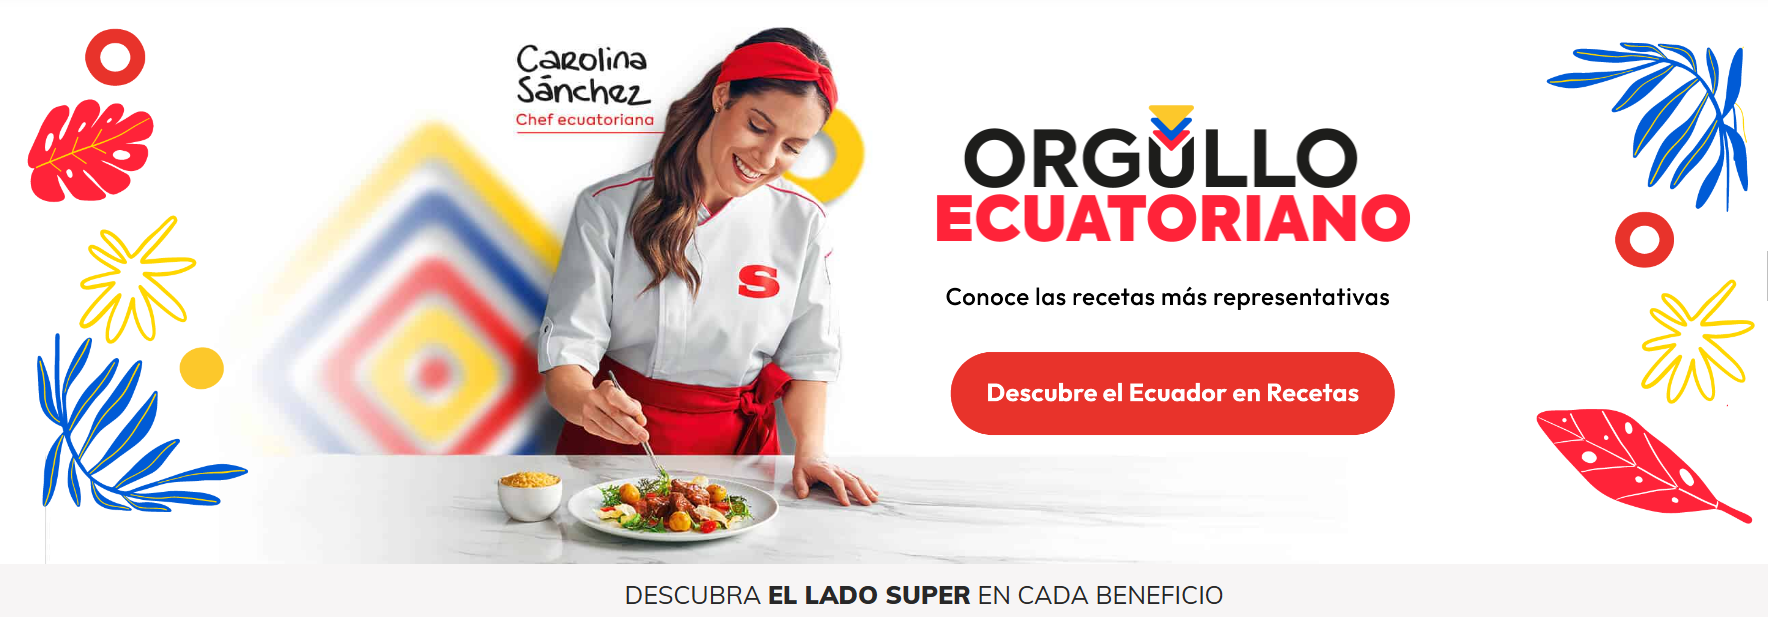 Carolina
Sánchez
Chef ecuatoriana
S
ORGULLO
ECUATORIANO
Conoce las recetas más representativas
Descubre el Ecuador en Recetas
DESCUBRA EL LADO SUPER EN CADA BENEFICIO